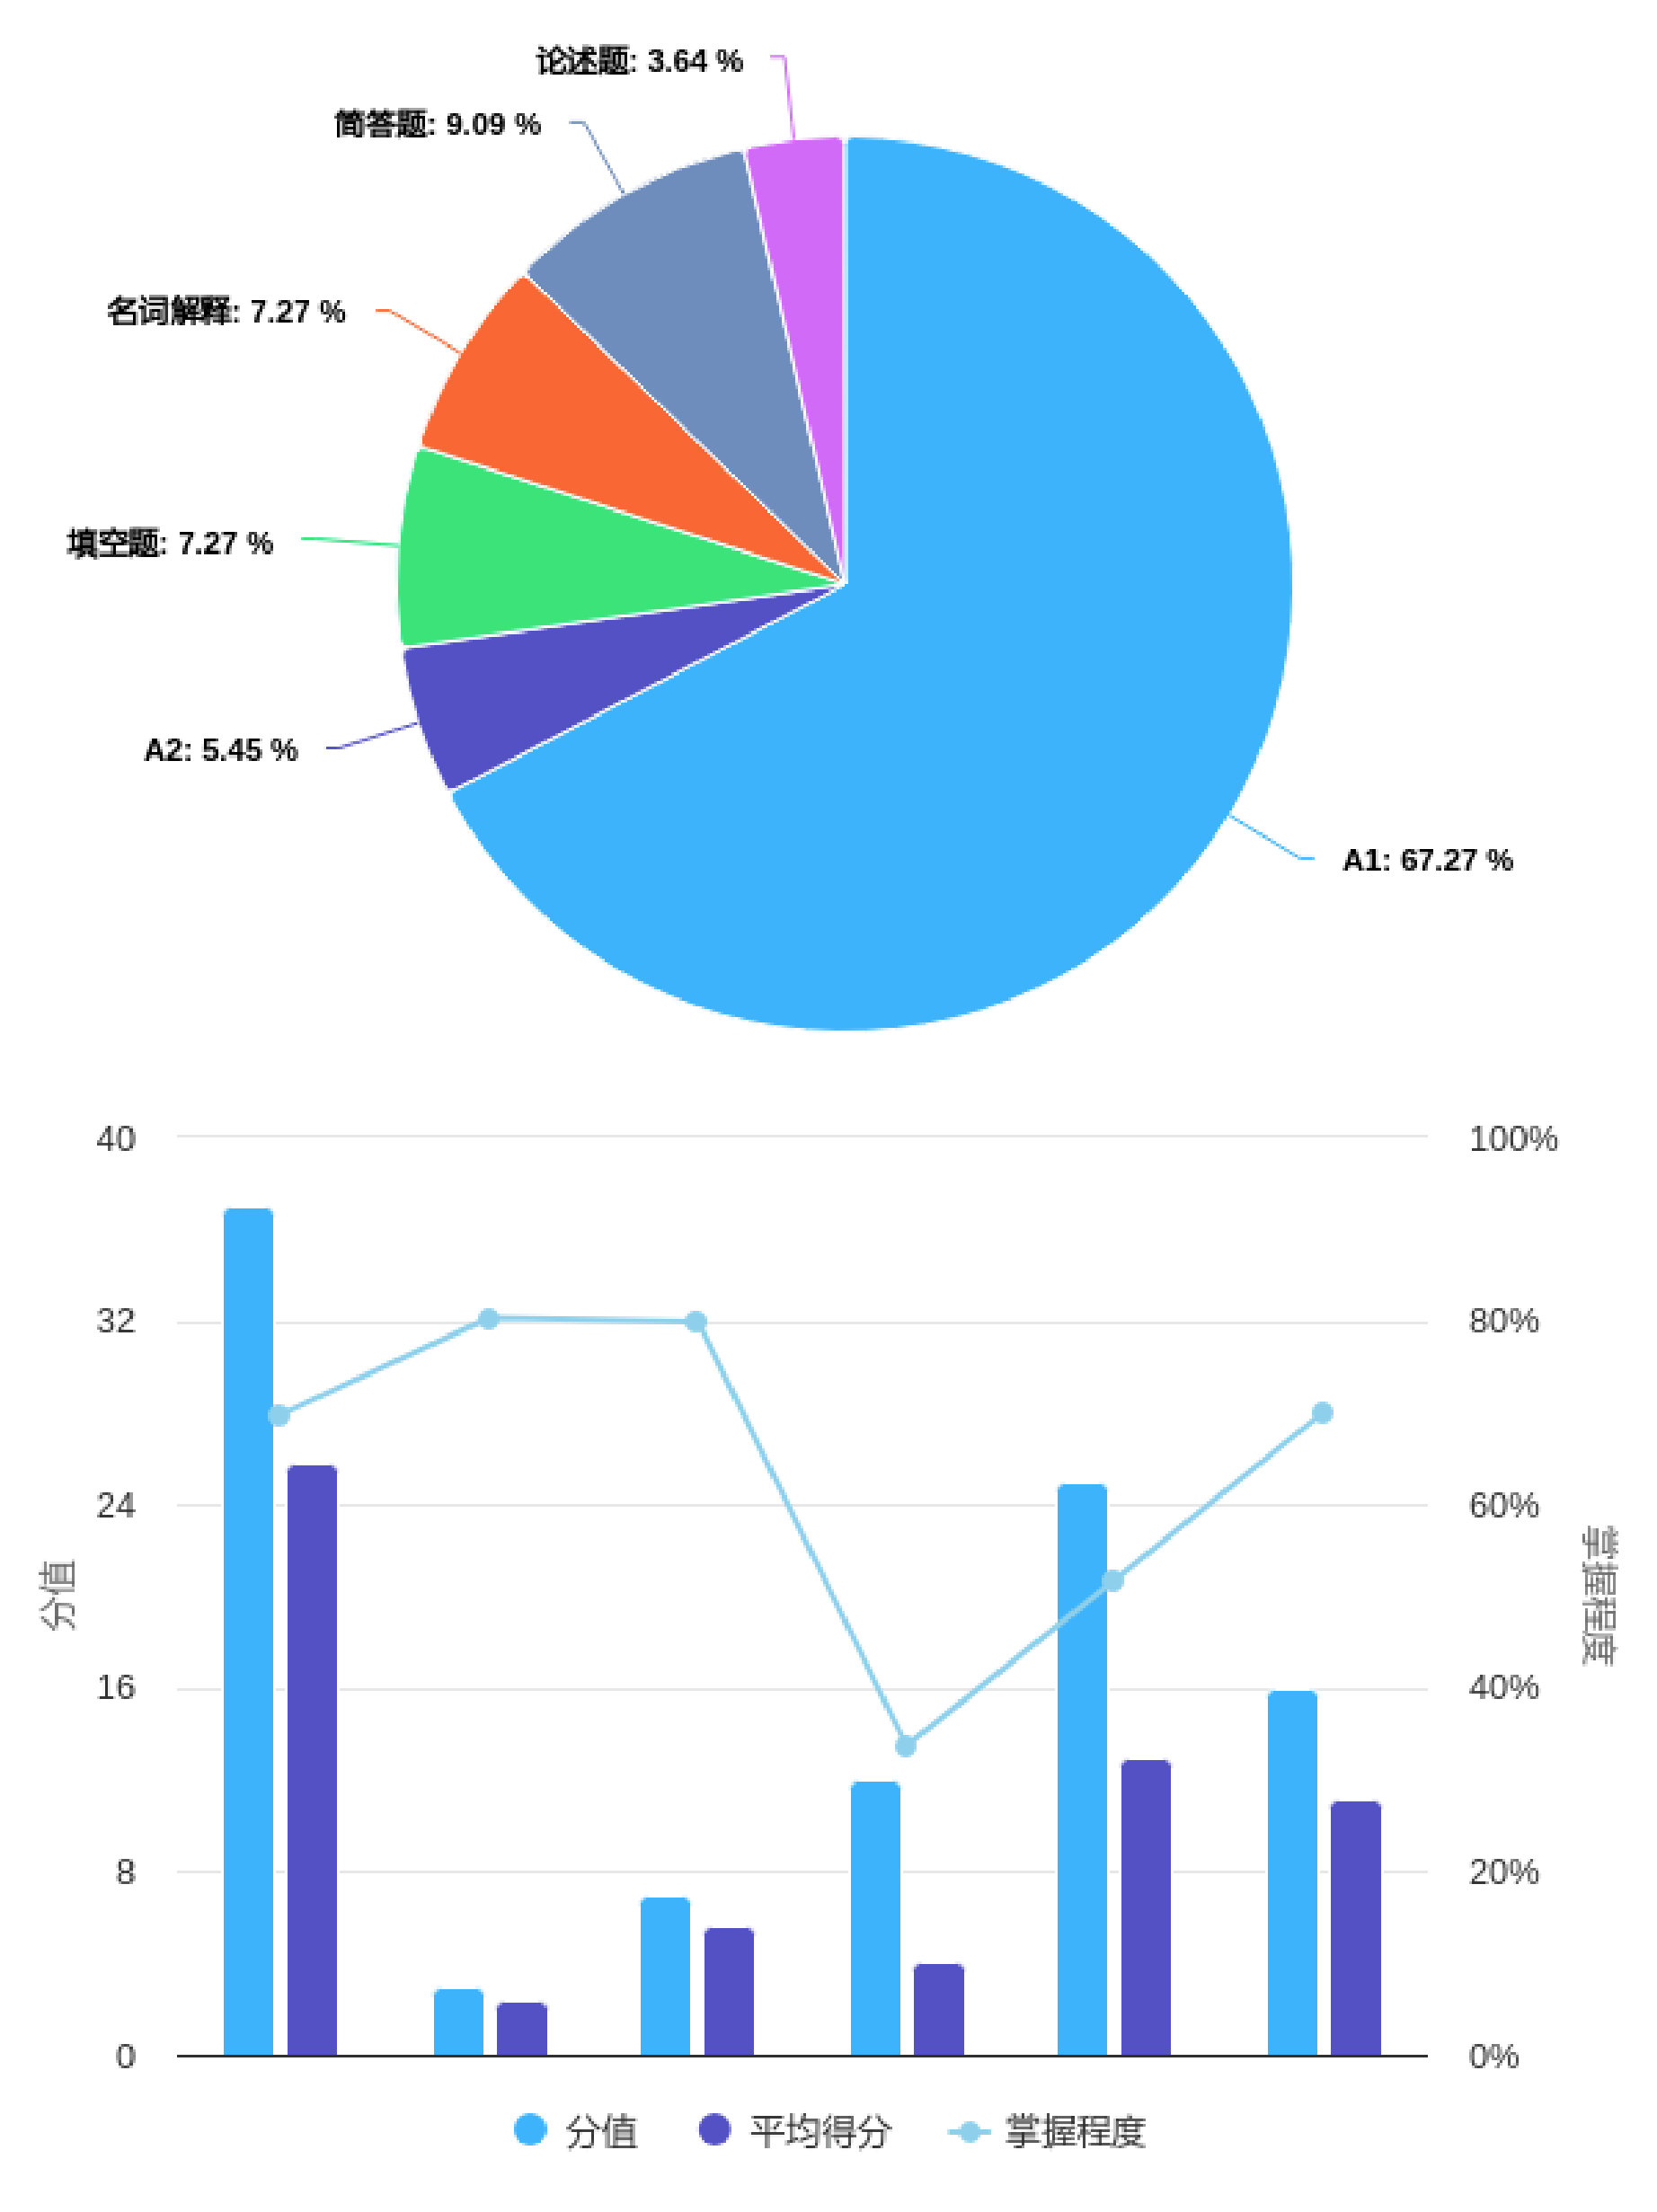 论述题: 3.64 %
简答题: 9.09 %
名词解释: 7.27 %
填空题: 7.27 %
A2: 5.45 %
A1: 67.27 %
40
100%
32
80%
24
60%
分值
掌握程度
16
40%
8
20%
0
0%
分值 平均得分 掌握程度